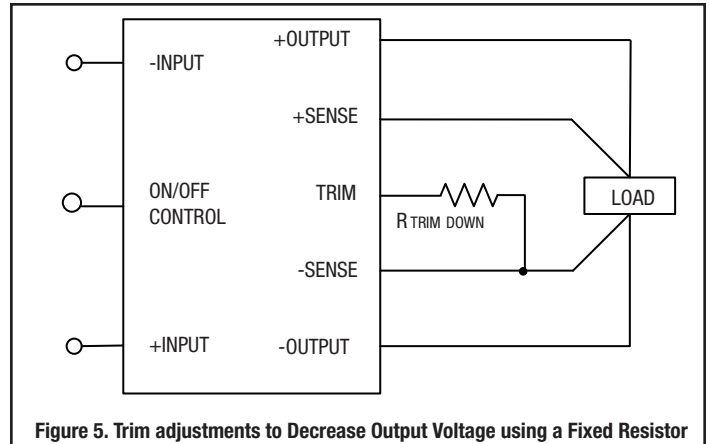 +OUTPUT
-INPUT
+SENSE
ON/OFF
CONTROL
TRIM
R TRIM DOWN
LOAD
-SENSE
+INPUT
-OUTPUT
Figure 5. Trim adjustments to Decrease Output Voltage using a Fixed Resistor